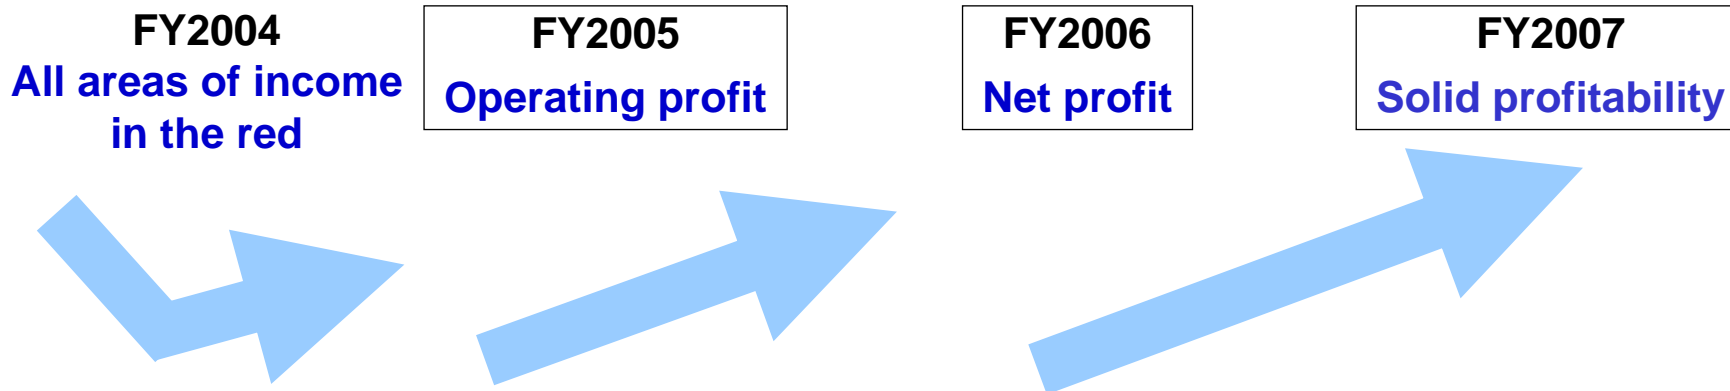 FY2004
All areas of income
in the red
FY2005
Operating profit
FY2006
Net profit
FY2007
Solid profitability